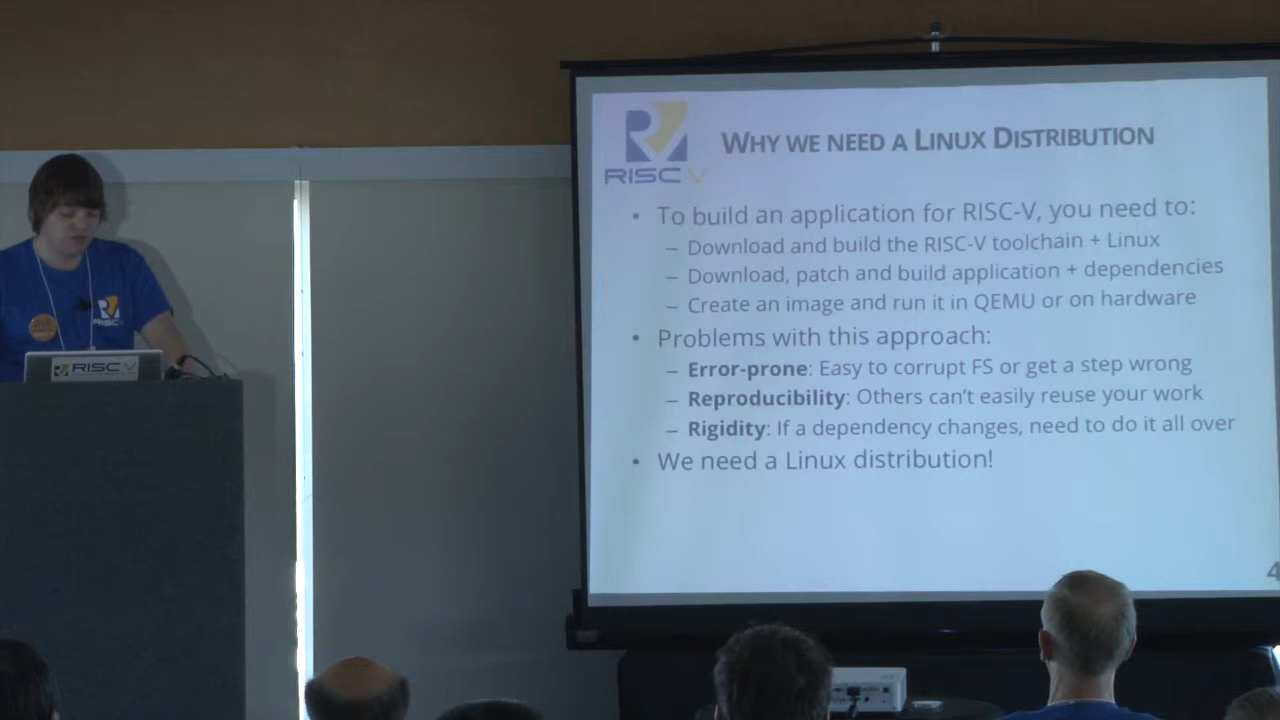 RISC V
WHY WE NEED A LINUX DISTRIBUTION
• To build an application for RISC-V, you need to:
– Download and build the RISC-V toolchain + Linux
– Download, patch and build application + dependencies
– Create an image and run it in QEMU or on hardware
• Problems with this approach:
– Error-prone: Easy to corrupt FS or get a step wrong
– Reproducibility: Others can't easily reuse your work
– Rigidity: If a dependency changes, need to do it all over
• We need a Linux distribution!
4
RISC
RISC V